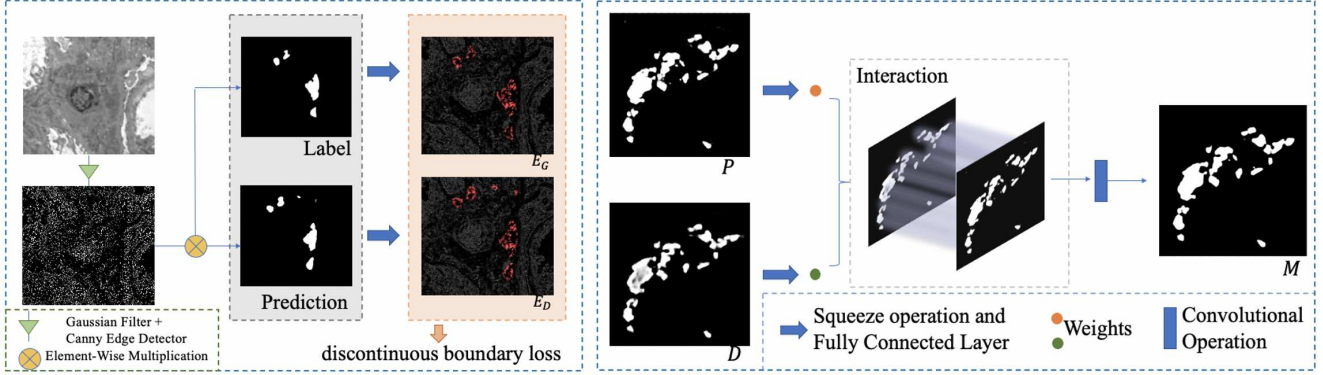 Label
E_G
Prediction
E_D
Gaussian Filter +
Canny Edge Detector
Element-Wise Multiplication
discontinuous boundary loss
P
D
Interaction
M
Squeeze operation and
Fully Connected Layer
Weights
Convolutional
Operation